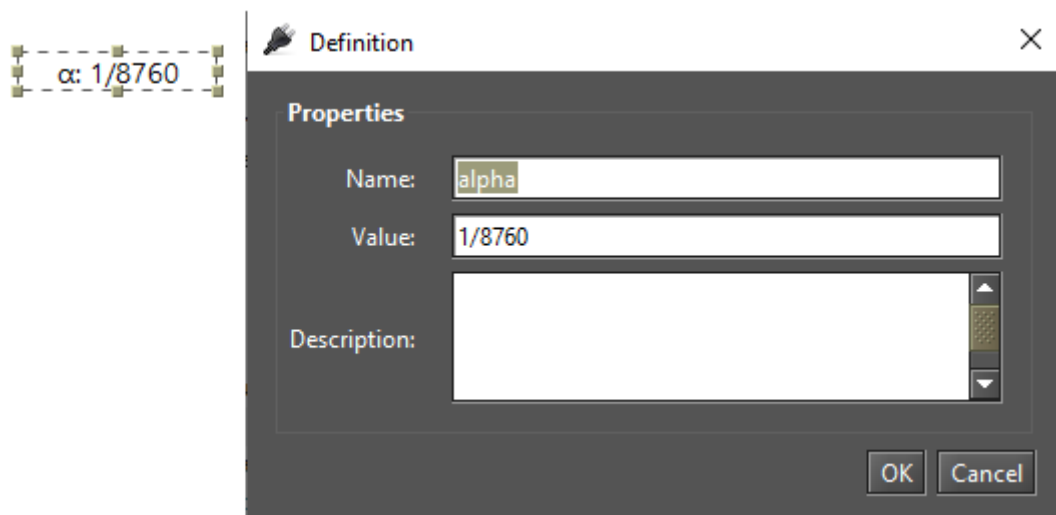 α: 1/8760
Definition
Properties
Name: alpha
Value: 1/8760
Description:
OK Cancel